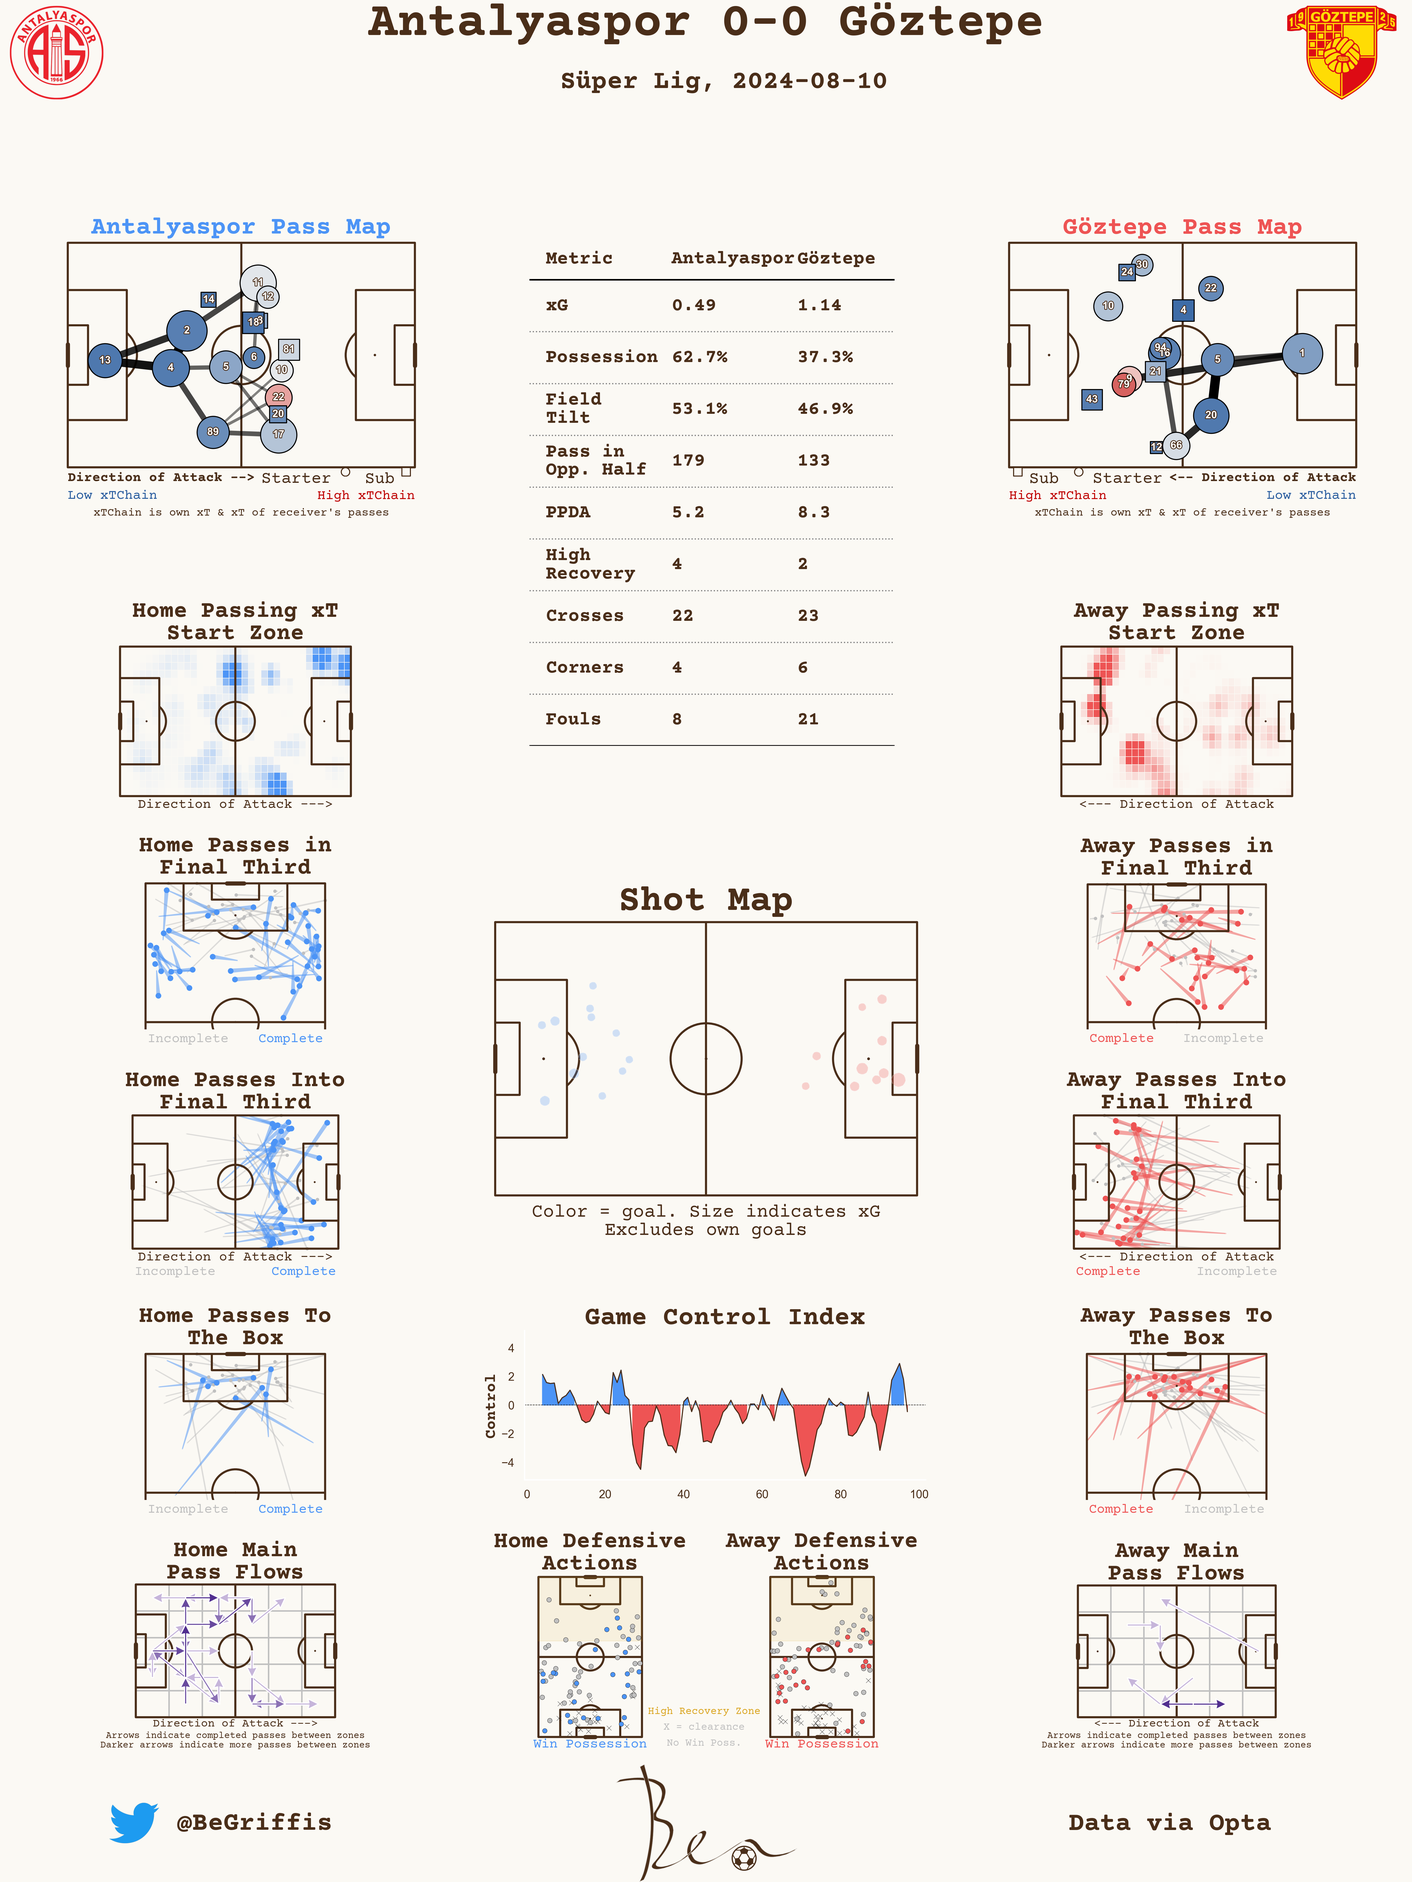 Antalyaspor 0-0 Göztepe
Süper Lig, 2024-08-10
ANTALYASPOR
1966
GÖZTEPE
19
25
Antalyaspor Pass Map
11
12
14
18
2
13
4
5
6
81
10
22
20
89
17
Direction of Attack --> Starter Sub
Low xTChain High xTChain
xTChain is own xT & xT of receiver's passes
Metric Antalyaspor Göztepe
xG 0.49 1.14
Possession 62.7% 37.3%
Field
Tilt 53.1% 46.9%
Pass in
Opp. Half 179 133
PPDA 5.2 8.3
High
Recovery 4 2
Crosses 22 23
Corners 4 6
Fouls 8 21
Göztepe Pass Map
30
24
22
10
4
94
16
5
1
21
9
79
43
20
66
12
Sub Starter <-- Direction of Attack
High xTChain Low xTChain
xTChain is own xT & xT of receiver's passes
Home Passing xT
Start Zone
Direction of Attack --->
Away Passing xT
Start Zone
<--- Direction of Attack
Home Passes in
Final Third
Incomplete Complete
Away Passes in
Final Third
Complete Incomplete
Shot Map
Color = goal. Size indicates xG
Excludes own goals
Home Passes Into
Final Third
Direction of Attack --->
Incomplete Complete
Away Passes Into
Final Third
<--- Direction of Attack
Complete Incomplete
Home Passes To
The Box
Incomplete Complete
Game Control Index
Control
4
2
0
−2
−4
0 20 40 60 80 100
Away Passes To
The Box
Complete Incomplete
Home Main
Pass Flows
Direction of Attack --->
Arrows indicate completed passes between zones
Darker arrows indicate more passes between zones
Home Defensive
Actions
Win Possession
Away Defensive
Actions
Win Possession
High Recovery Zone
X = clearance
No Win Poss.
Away Main
Pass Flows
<--- Direction of Attack
Arrows indicate completed passes between zones
Darker arrows indicate more passes between zones
@BeGriffis
Ben
Data via Opta